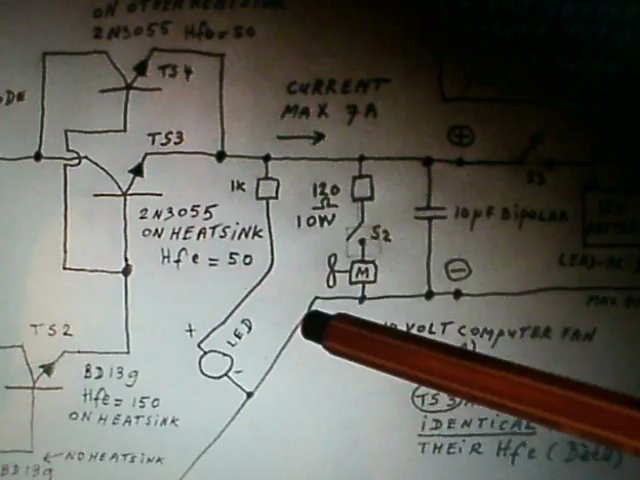 ON OTHER HEATSINK
2N3055 Hfe=50
TS4
CURRENT
MAX 7A
TS3
1K
120
Ω
10W
S2
10µF Bipolar
S3
2N3055
ON HEATSINK
Hfe = 50
8
M
+
LED
-
TS2
BD139
Hfe=150
ON HEATSINK
NO HEATSINK
BD139
VOLT COMPUTER FAN
TS3
iDENTICAL
THEIR Hfe (Beta)